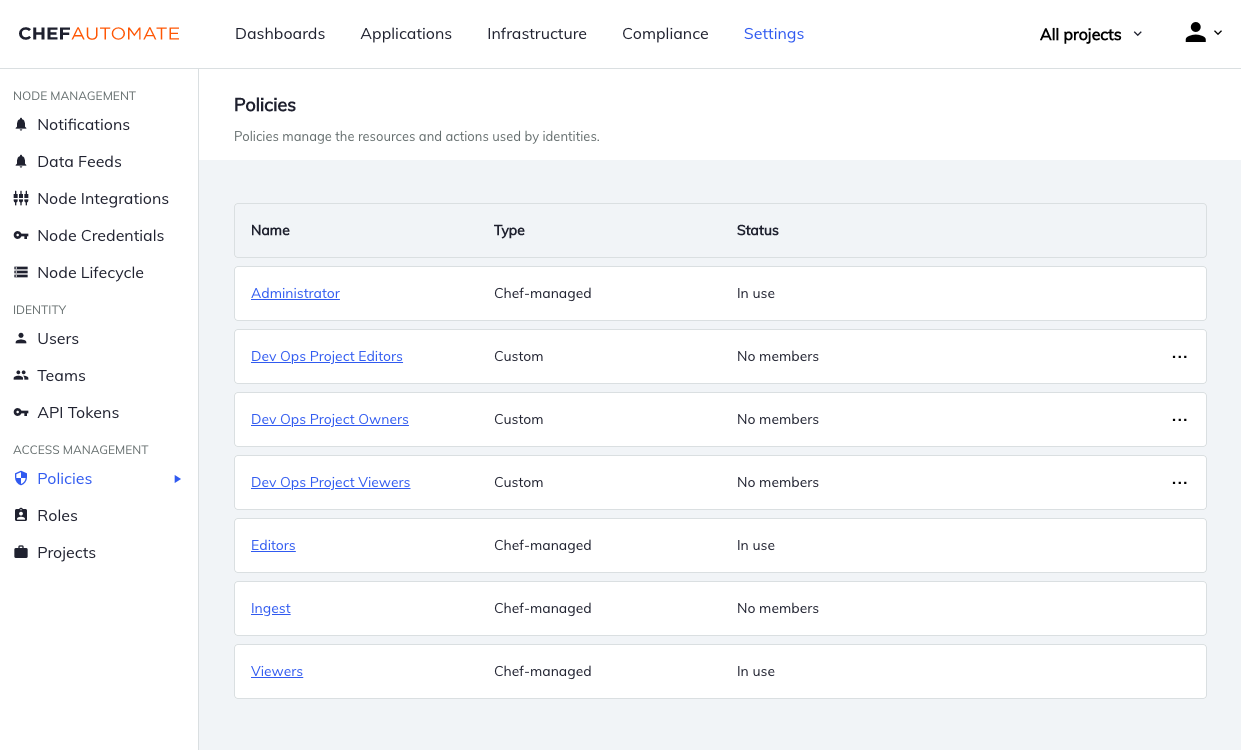 CHEFAUTOMATE Dashboards Applications Infrastructure Compliance Settings All projects
NODE MANAGEMENT
Notifications
Data Feeds
Node Integrations
Node Credentials
Node Lifecycle
IDENTITY
Users
Teams
API Tokens
ACCESS MANAGEMENT
Policies
Roles
Projects
Policies
Policies manage the resources and actions used by identities.
Name Type Status
Administrator Chef-managed In use
Dev Ops Project Editors Custom No members
Dev Ops Project Owners Custom No members
Dev Ops Project Viewers Custom No members
Editors Chef-managed In use
Ingest Chef-managed No members
Viewers Chef-managed In use